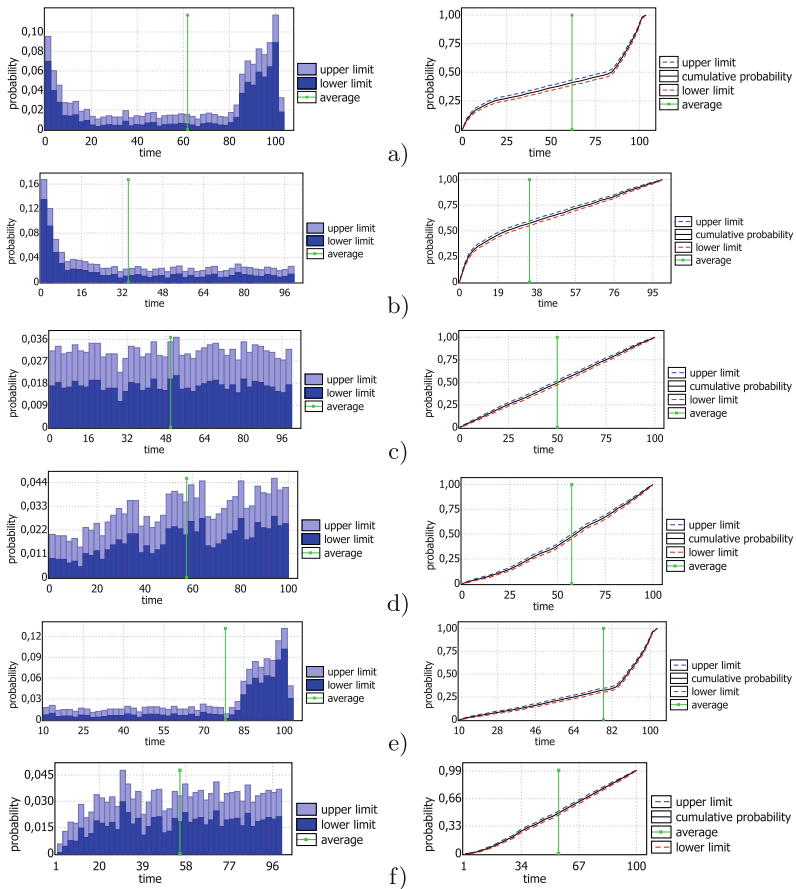 0,10
0,08
0,06
0,04
0,02
0
probability
0 20 40 60 80 100
time
upper limit
lower limit
average
1,00
0,75
0,50
0,25
0
probability
0 25 50 75 100
time
upper limit
cumulative probability
lower limit
average
a)
0,16
0,12
0,08
0,04
0
probability
0 16 32 48 64 80 96
time
upper limit
lower limit
average
1,00
0,75
0,50
0,25
0
probability
0 19 38 57 76 95
time
upper limit
cumulative probability
lower limit
average
b)
0,036
0,027
0,018
0,009
0
probability
0 16 32 48 64 80 96
time
upper limit
lower limit
average
1,00
0,75
0,50
0,25
0
probability
0 25 50 75 100
time
upper limit
cumulative probability
lower limit
average
c)
0,044
0,033
0,022
0,011
0
probability
0 20 40 60 80 100
time
upper limit
lower limit
average
1,00
0,75
0,50
0,25
0
probability
0 25 50 75 100
time
upper limit
cumulative probability
lower limit
average
d)
0,12
0,09
0,06
0,03
0
probability
10 25 40 55 70 85 100
time
upper limit
lower limit
average
1,00
0,75
0,50
0,25
0
probability
10 28 46 64 82 100
time
upper limit
cumulative probability
lower limit
average
e)
0,045
0,030
0,015
0
probability
1 20 39 58 77 96
time
upper limit
lower limit
average
0,99
0,66
0,33
0
probability
1 34 67 100
time
upper limit
cumulative probability
average
lower limit
f)